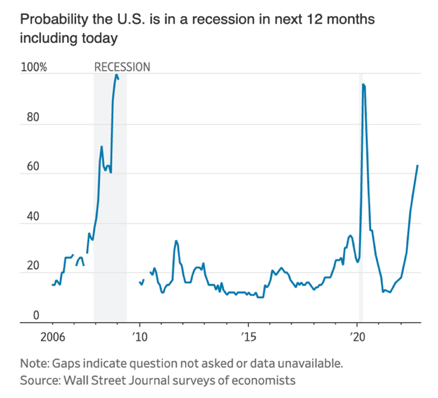 Probability the U.S. is in a recession in next 12 months
including today
100% RECESSION
80
60
40
20
0
2006 '10 '15 '20
Note: Gaps indicate question not asked or data unavailable.
Source: Wall Street Journal surveys of economists